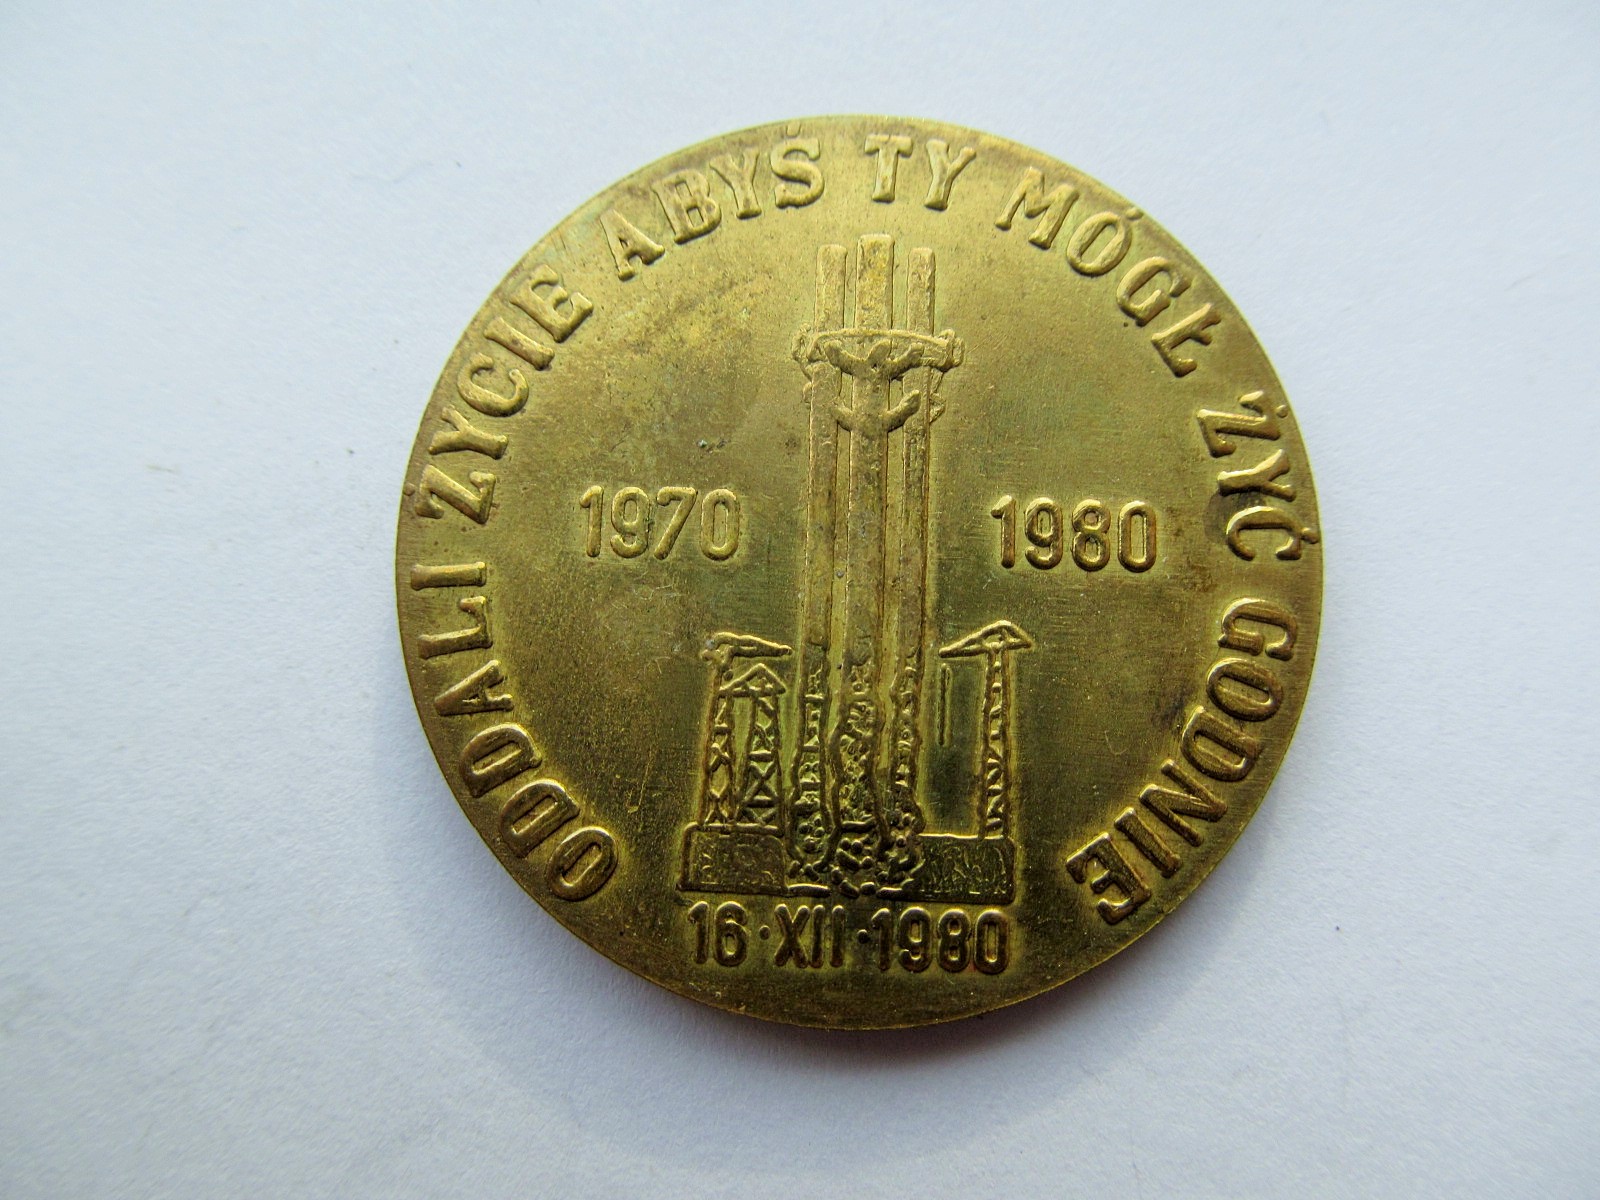 ODDALI ŻYCIE ABYŚ TY MÓGŁ ŻYĆ GODNIE
1970 1980
16·XII·1980